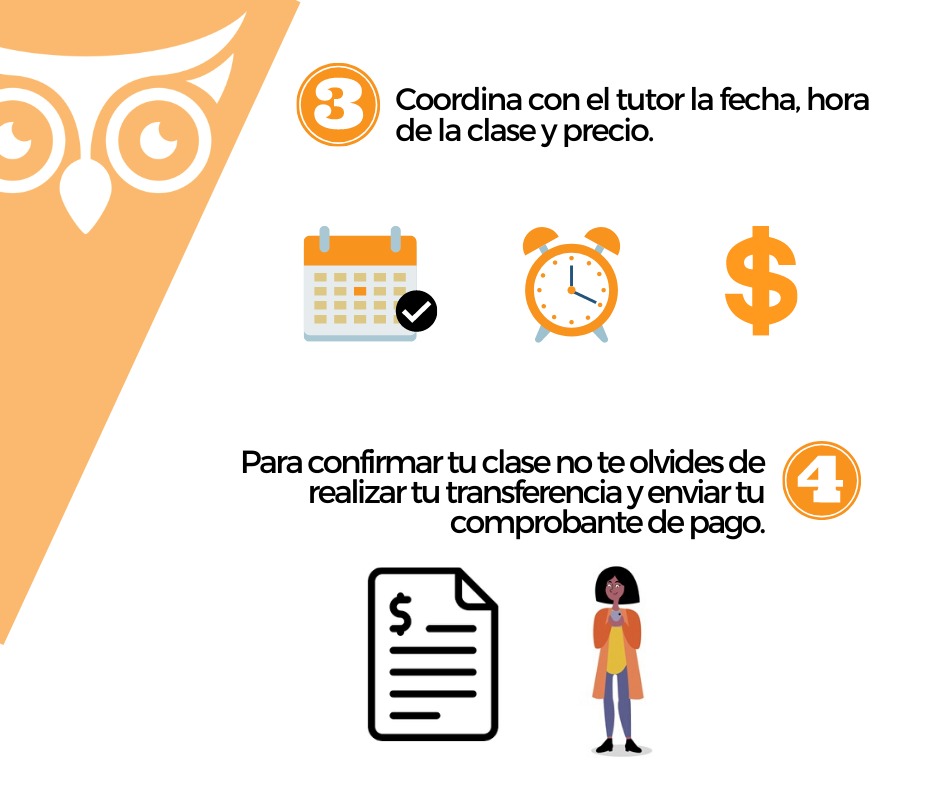 3
Coordina con el tutor la fecha, hora
de la clase y precio.
$
Para confirmar tu clase no te olvides de
realizar tu transferencia y enviar tu
comprobante de pago.
4
$